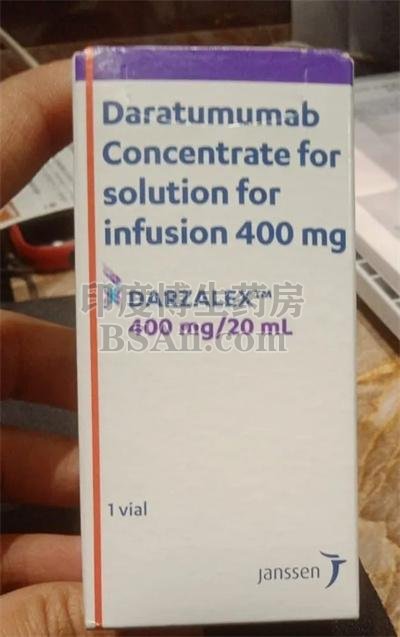 Daratumumab
Concentrate for
solution for
infusion 400 mg
DARZALEX™
印度博生药房
400 mg/20 mL
BSAn.com
1 vial
janssen